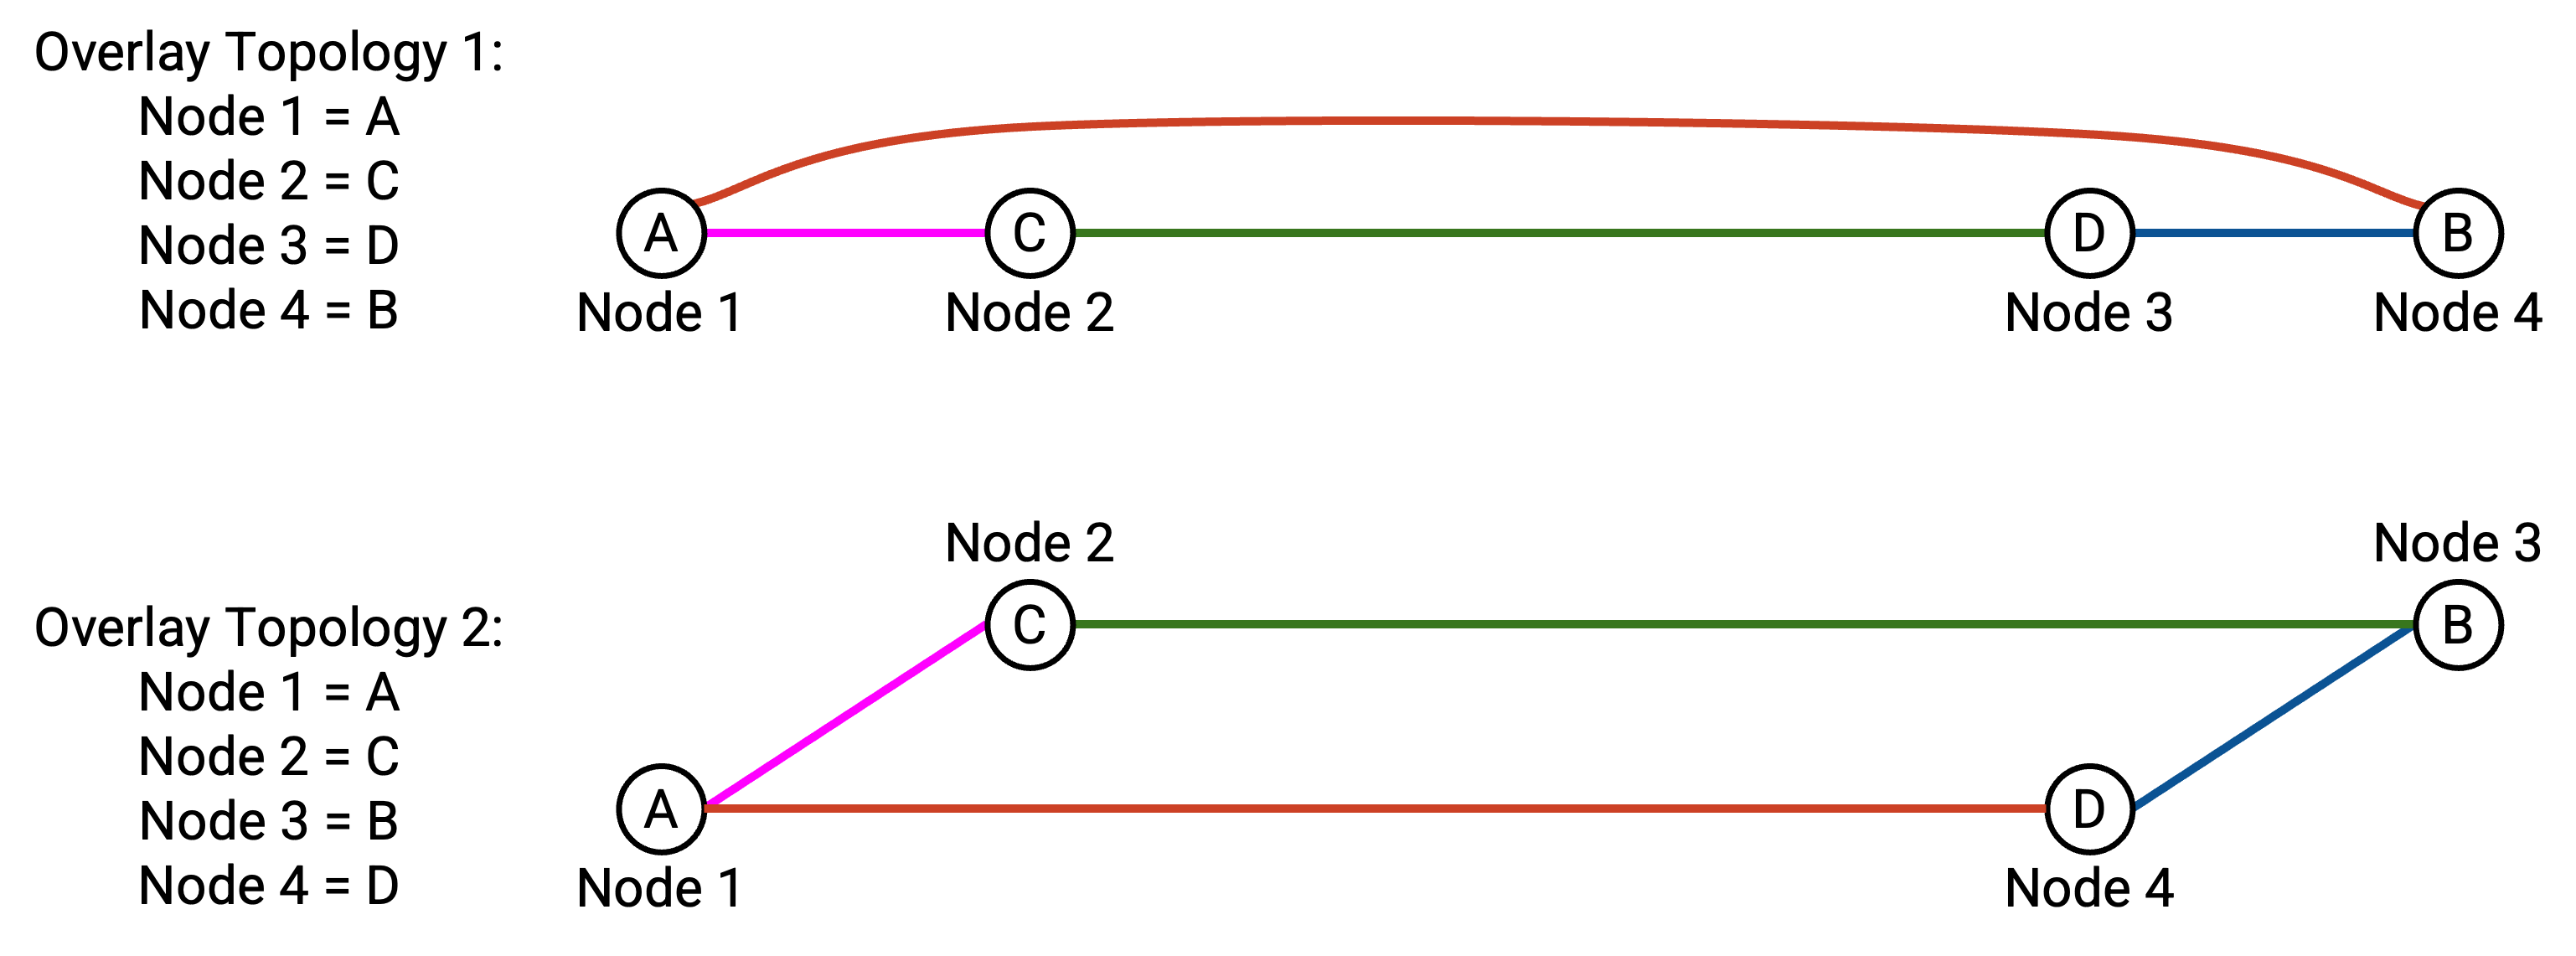 Overlay Topology 1:
Node 1 = A
Node 2 = C
Node 3 = D
Node 4 = B
A
C
D
B
Node 1
Node 2
Node 3
Node 4
Overlay Topology 2:
Node 1 = A
Node 2 = C
Node 3 = B
Node 4 = D
Node 2
Node 3
C
B
A
D
Node 1
Node 4